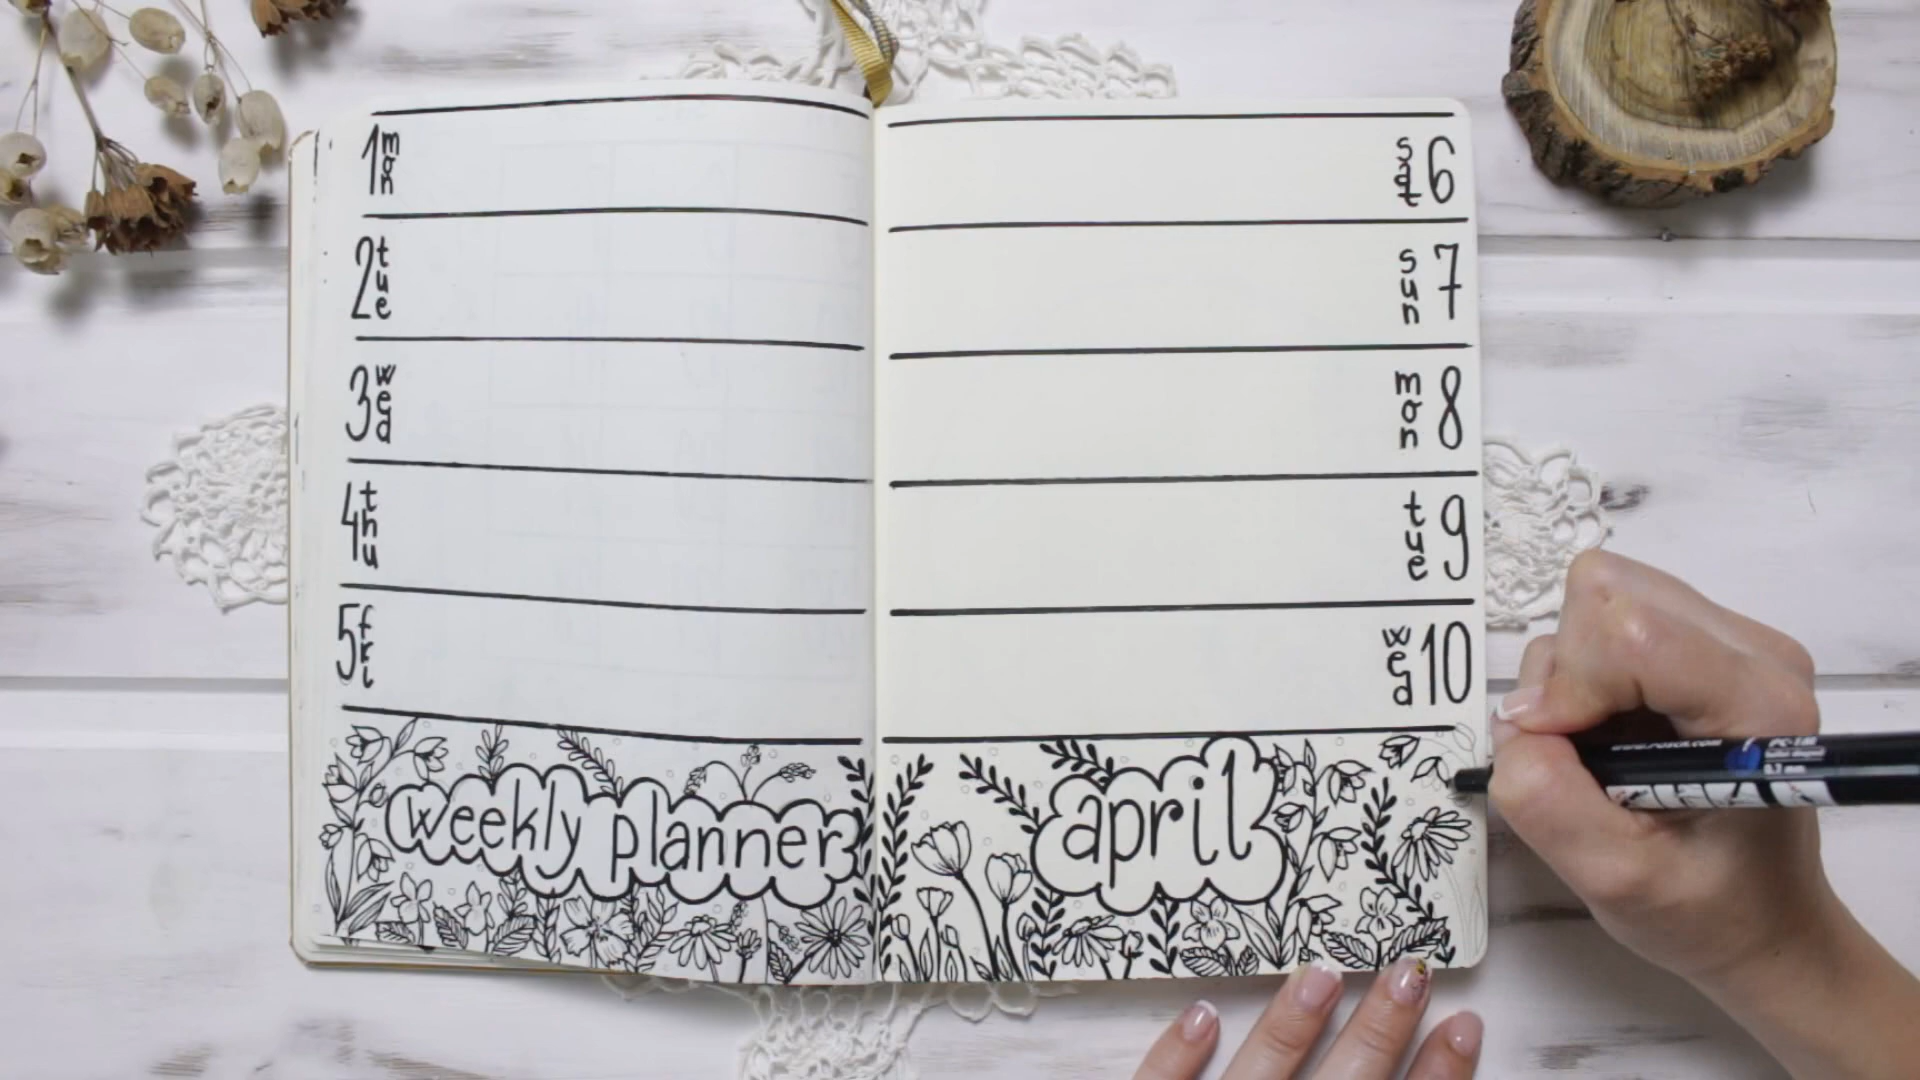 1 mon
2 tue
3 wed
4 thu
5 fri
weekly planner
sat 6
sun 7
mon 8
tue 9
wed 10
april